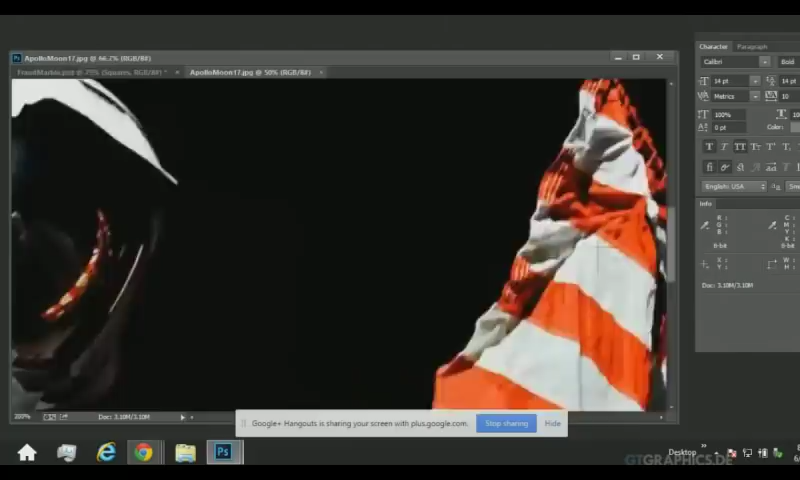 ApolloMoon17.jpg @ 66.7% (RGB/8#)
ApolloMoon17.jpg @ 50% (RGB/8#) ×
Character Paragraph
Calibri Bold
14 pt 14 pt
Metrics 10
100% 100
0 pt Color:
English: USA
Info
R :
G :
B :
C :
M :
Y :
K :
8-bit 8-bit
X :
Y :
W :
H :
Doc: 3.10M/3.10M
200% Doc: 3.10M/3.10M
Google+ Hangouts is sharing your screen with plus.google.com. Stop sharing Hide
Ps
Desktop
GTGRAPHICS.DE